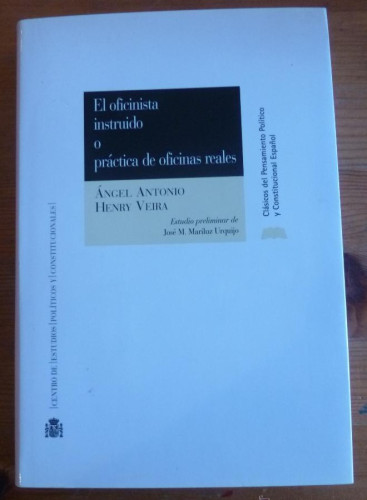 El oficinista
instruido
o
práctica de oficinas reales
ÁNGEL ANTONIO
HENRY VEIRA
Estudio preliminar de
José M. Mariluz Urquijo
Clásicos del Pensamiento Político
y Constitucional Español
|CENTRO DE|ESTUDIOS|POLÍTICOS Y|CONSTITUCIONALES|